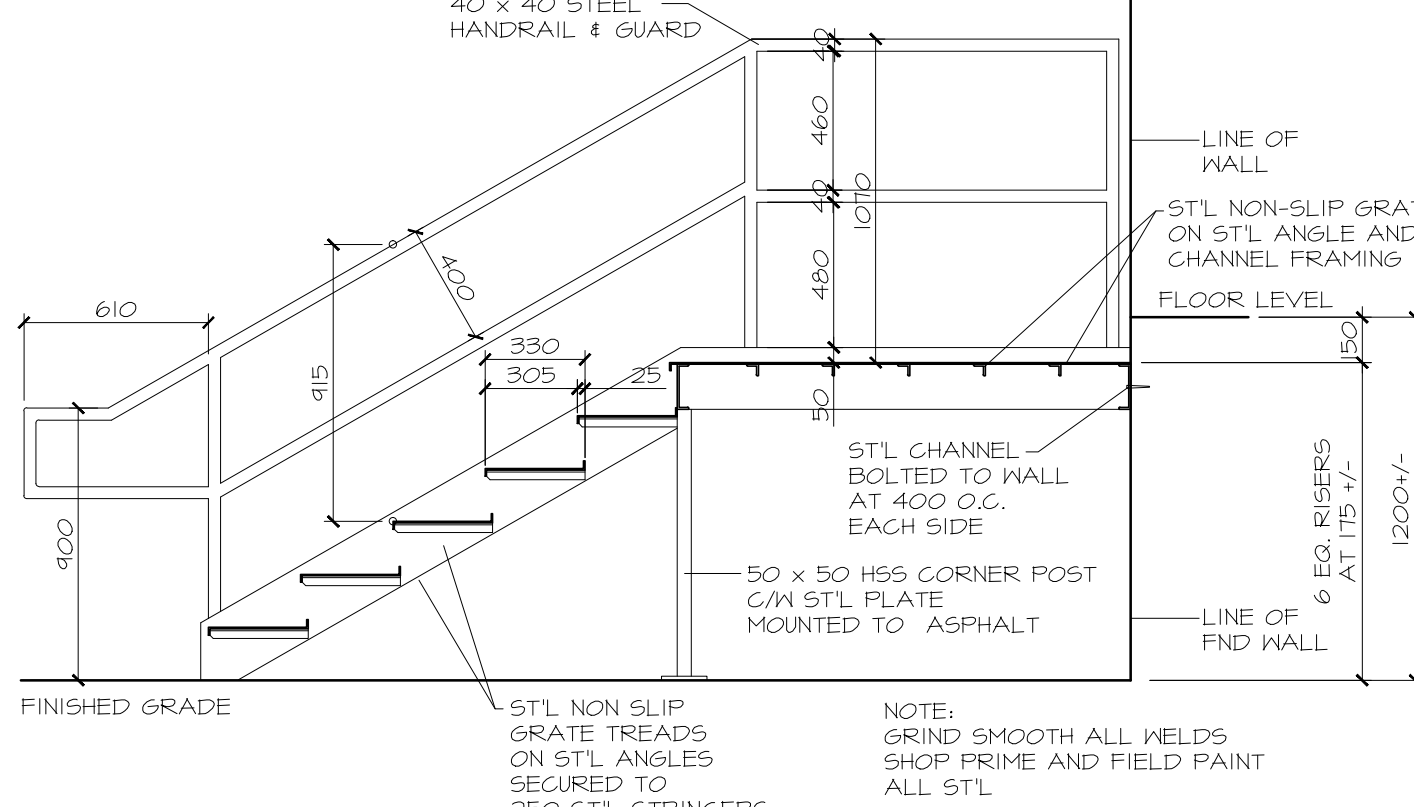 40 x 40 STEEL
HANDRAIL & GUARD
40
460
40
1070
480
50
LINE OF
WALL
ST'L NON-SLIP
ON ST'L ANGLE AND
CHANNEL FRAMING
FLOOR LEVEL
150
610
400
915
330
305
25
900
ST'L CHANNEL
BOLTED TO WALL
AT 400 O.C.
EACH SIDE
6 EQ. RISERS
AT 175 +/-
1200+/-
50 x 50 HSS CORNER POST
C/W ST'L PLATE
MOUNTED TO ASPHALT
LINE OF
FND WALL
FINISHED GRADE
ST'L NON SLIP
GRATE TREADS
ON ST'L ANGLES
SECURED TO
250 ST'L STRINGERS
NOTE:
GRIND SMOOTH ALL WELDS
SHOP PRIME AND FIELD PAINT
ALL ST'L